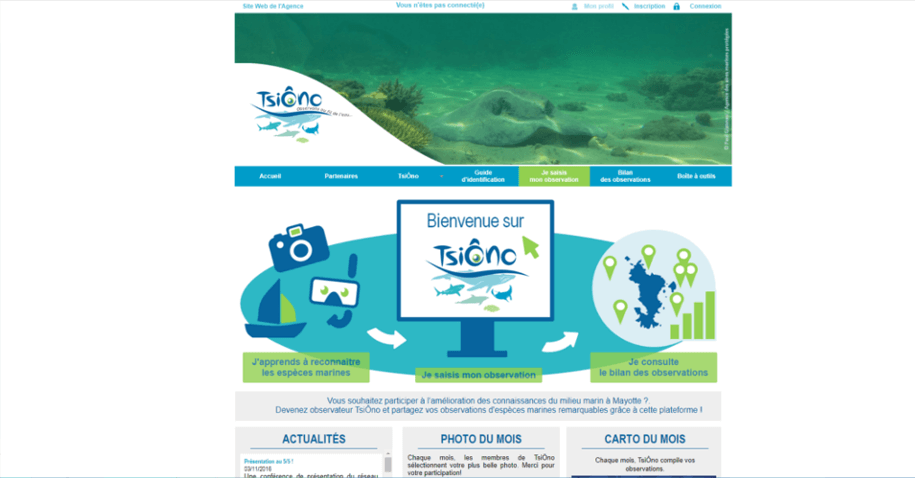 Site Web de l'Agence
Vous n'êtes pas connecté(e)
Mon profil
Inscription
Connexion
TsiÔno
Accueil
Partenaires
TsiÔno
Guide
d'identification
Je saisis
mon observation
Bilan
des observations
Boîte à outils
Bienvenue sur
TsiÔno
J'apprends à reconnaitre
les espèces marines
Je saisis mon observation
Je consulte
le bilan des observations
Vous souhaitez participer à l'amélioration des connaissances du milieu marin à Mayotte ?.
Devenez observateur TsiÔno et partagez vos observations d'espèces marines remarquables grâce à cette plateforme !
ACTUALITÉS
Présentation au 5/5 !
03/11/2016
Une conférence de présentation du réseau
PHOTO DU MOIS
Chaque mois, les membres de TsiÔno
sélectionnent votre plus belle photo. Merci pour
votre participation!
CARTO DU MOIS
Chaque mois, TsiÔno compile vos
observations.